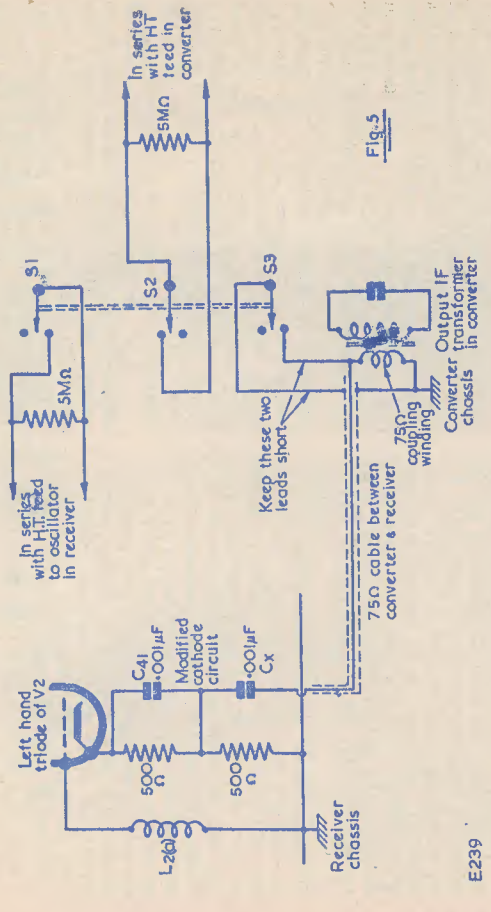 Left hand
triode of V2
C41
·001μF
Modified
cathode
circuit
·001μF
Cx
500
Ω
500
Ω
L2(a)
Receiver
chassis
E239
In series
with H.T. feed
to oscillator
in receiver
5MΩ
S1
In series
with HT
feed in
converter
5MΩ
S2
S3
Keep these two
leads short
75Ω cable between
converter & receiver
75Ω
coupling
winding
Converter
chassis
Output IF
transformer
in converter
Fig.5